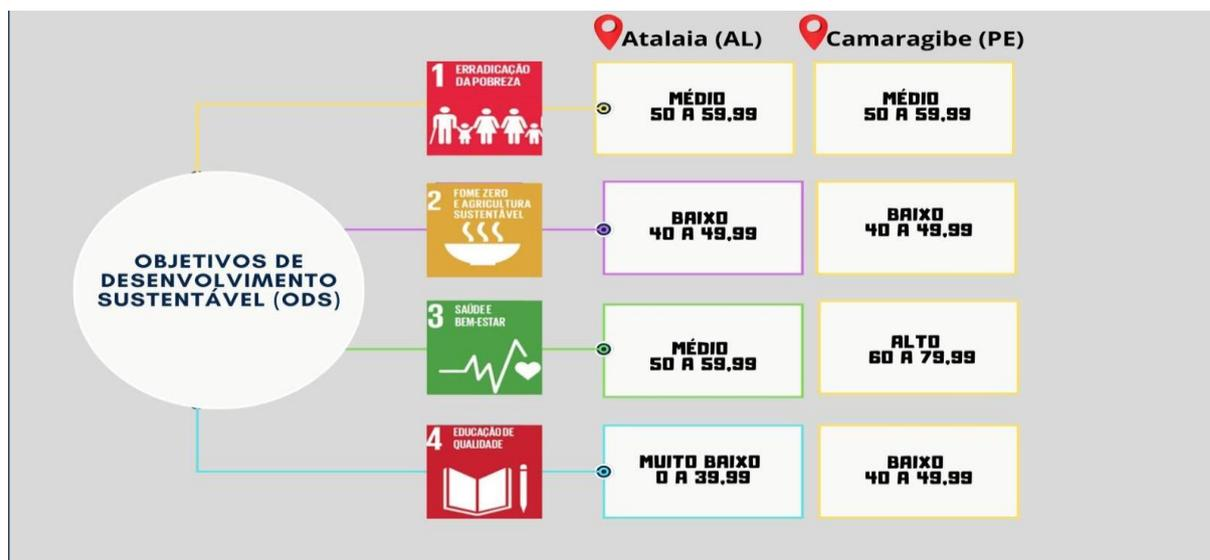 Atalaia (AL)
Camaragibe (PE)
1 ERRADICAÇÃO
DA POBREZA
MÉDIO
50 A 59,99
MÉDIO
50 A 59,99
2 FOME ZERO
E AGRICULTURA
SUSTENTÁVEL
BAIXO
40 A 49,99
BAIXO
40 A 49,99
OBJETIVOS DE
DESENVOLVIMENTO
SUSTENTÁVEL (ODS)
3 SAÚDE E
BEM-ESTAR
MÉDIO
50 A 59,99
ALTO
60 A 79,99
4 EDUCAÇÃO DE
QUALIDADE
MUITO BAIXO
0 A 39,99
BAIXO
40 A 49,99